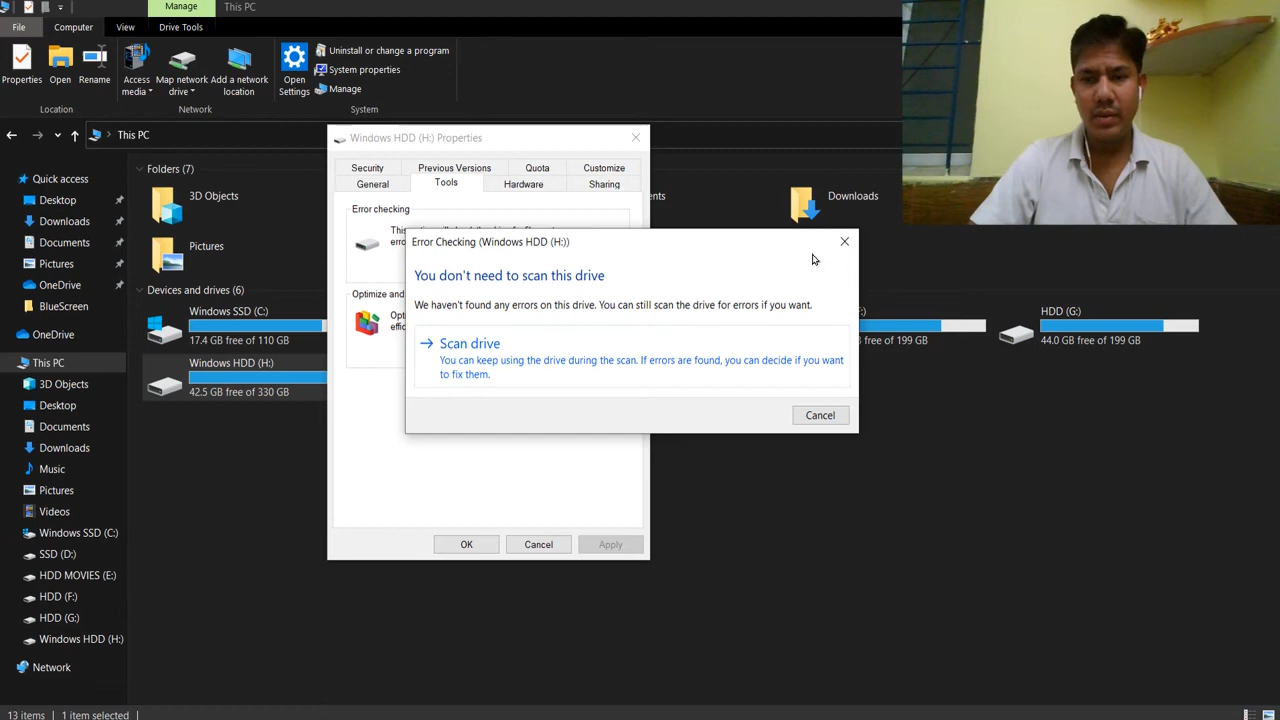 Manage
This PC
File
Computer
View
Drive Tools
Properties
Open
Rename
Access media
Map network drive
Add a network location
Open Settings
Uninstall or change a program
System properties
Manage
Location
Network
System
This PC
Windows HDD (H:) Properties
Security
Previous Versions
Quota
Customize
General
Tools
Hardware
Sharing
Error checking
Optimize and
OK
Cancel
Apply
Error Checking (Windows HDD (H:))
You don't need to scan this drive
We haven't found any errors on this drive. You can still scan the drive for errors if you want.
Scan drive
You can keep using the drive during the scan. If errors are found, you can decide if you want
to fix them.
Cancel
Quick access
Desktop
Downloads
Documents
Pictures
OneDrive
BlueScreen
OneDrive
This PC
3D Objects
Desktop
Documents
Downloads
Music
Pictures
Videos
Windows SSD (C:)
SSD (D:)
HDD MOVIES (E:)
HDD (F:)
HDD (G:)
Windows HDD (H:)
Network
Folders (7)
3D Objects
Downloads
Pictures
Devices and drives (6)
Windows SSD (C:)
17.4 GB free of 110 GB
Windows HDD (H:)
42.5 GB free of 330 GB
free of 199 GB
HDD (G:)
44.0 GB free of 199 GB
13 items
1 item selected